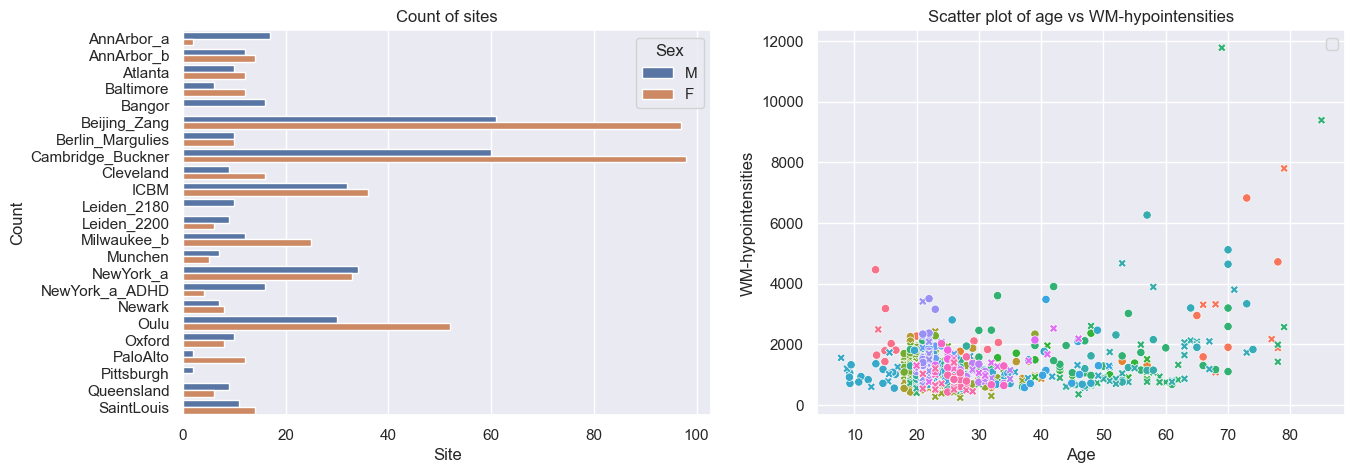 Count of sites
AnnArbor_a
AnnArbor_b
Atlanta
Baltimore
Bangor
Beijing_Zang
Berlin_Margulies
Cambridge_Buckner
Cleveland
ICBM
Leiden_2180
Leiden_2200
Milwaukee_b
Munchen
NewYork_a
NewYork_a_ADHD
Newark
Oulu
Oxford
PaloAlto
Pittsburgh
Queensland
SaintLouis
Count
0 20 40 60 80 100
Site
Sex
M
F
Scatter plot of age vs WM-hypointensities
12000
10000
8000
6000
4000
2000
0
WM-hypointensities
10 20 30 40 50 60 70 80
Age